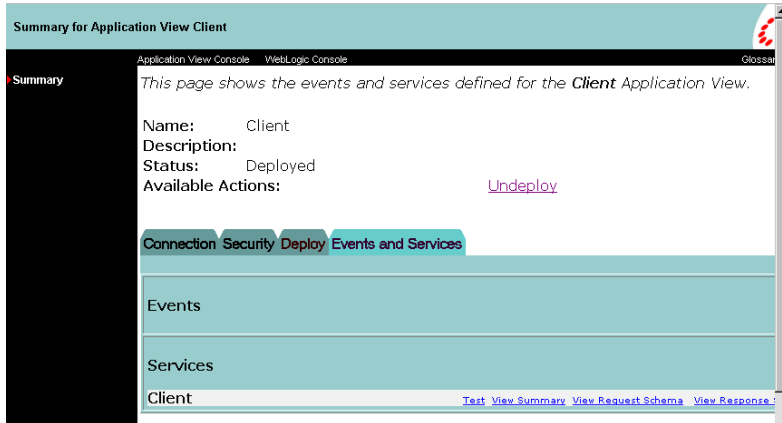 Summary for Application View Client
Application View Console WebLogic Console
Summary
This page shows the events and services defined for the Client Application View.
Name: Client
Description:
Status: Deployed
Available Actions: Undeploy
Connection Security Deploy Events and Services
Events
Services
Client Test View Summary View Request Schema View Response